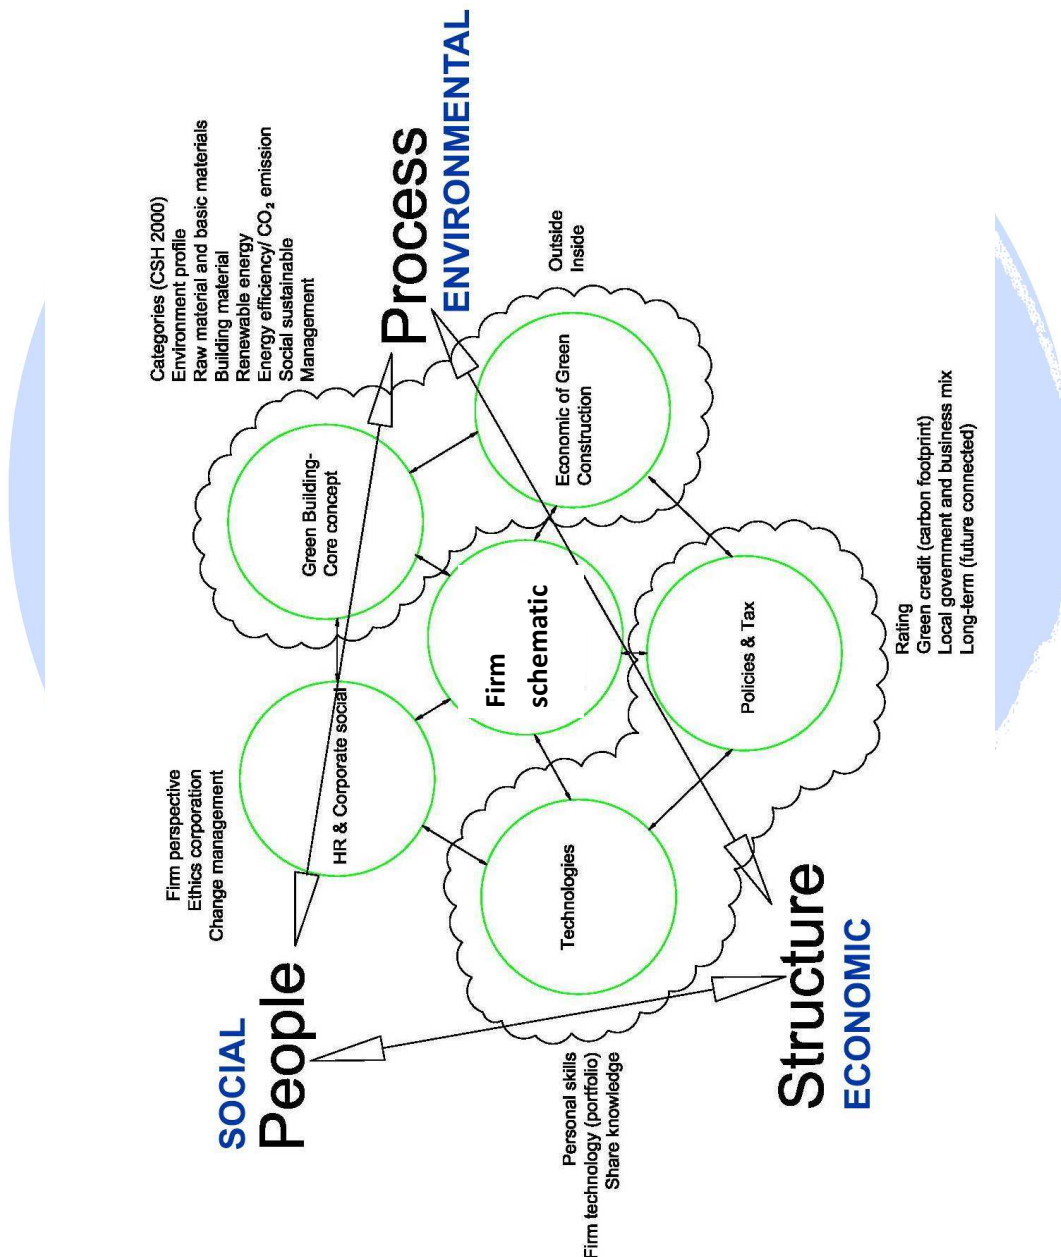 SOCIAL
People
Firm perspective
Ethics corporation
Change management
Categories (CSH 2000)
Environment profile
Raw material and basic materials
Building material
Renewable energy
Energy efficiency/ CO₂ emission
Social sustainable
Management
Process
ENVIRONMENTAL
HR & Corporate social
Green Building-
Core concept
Firm
schematic
Economic of Green
Construction
Outside
Inside
Technologies
Personal skills
Firm technology (portfolio)
Share knowledge
Policies & Tax
Structure
ECONOMIC
Rating
Green credit (carbon footprint)
Local government and business mix
Long-term (future connected)